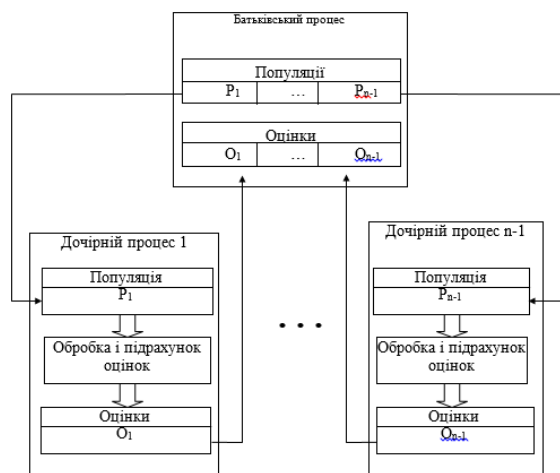 Батьківський процес
Популяції
P1 … Pn-1
Оцінки
O1 … On-1
Дочірній процес 1
Популяція
P1
Обробка і підрахунок
оцінок
Оцінки
O1
...
Дочірній процес n-1
Популяція
Pn-1
Обробка і підрахунок
оцінок
Оцінки
On-1